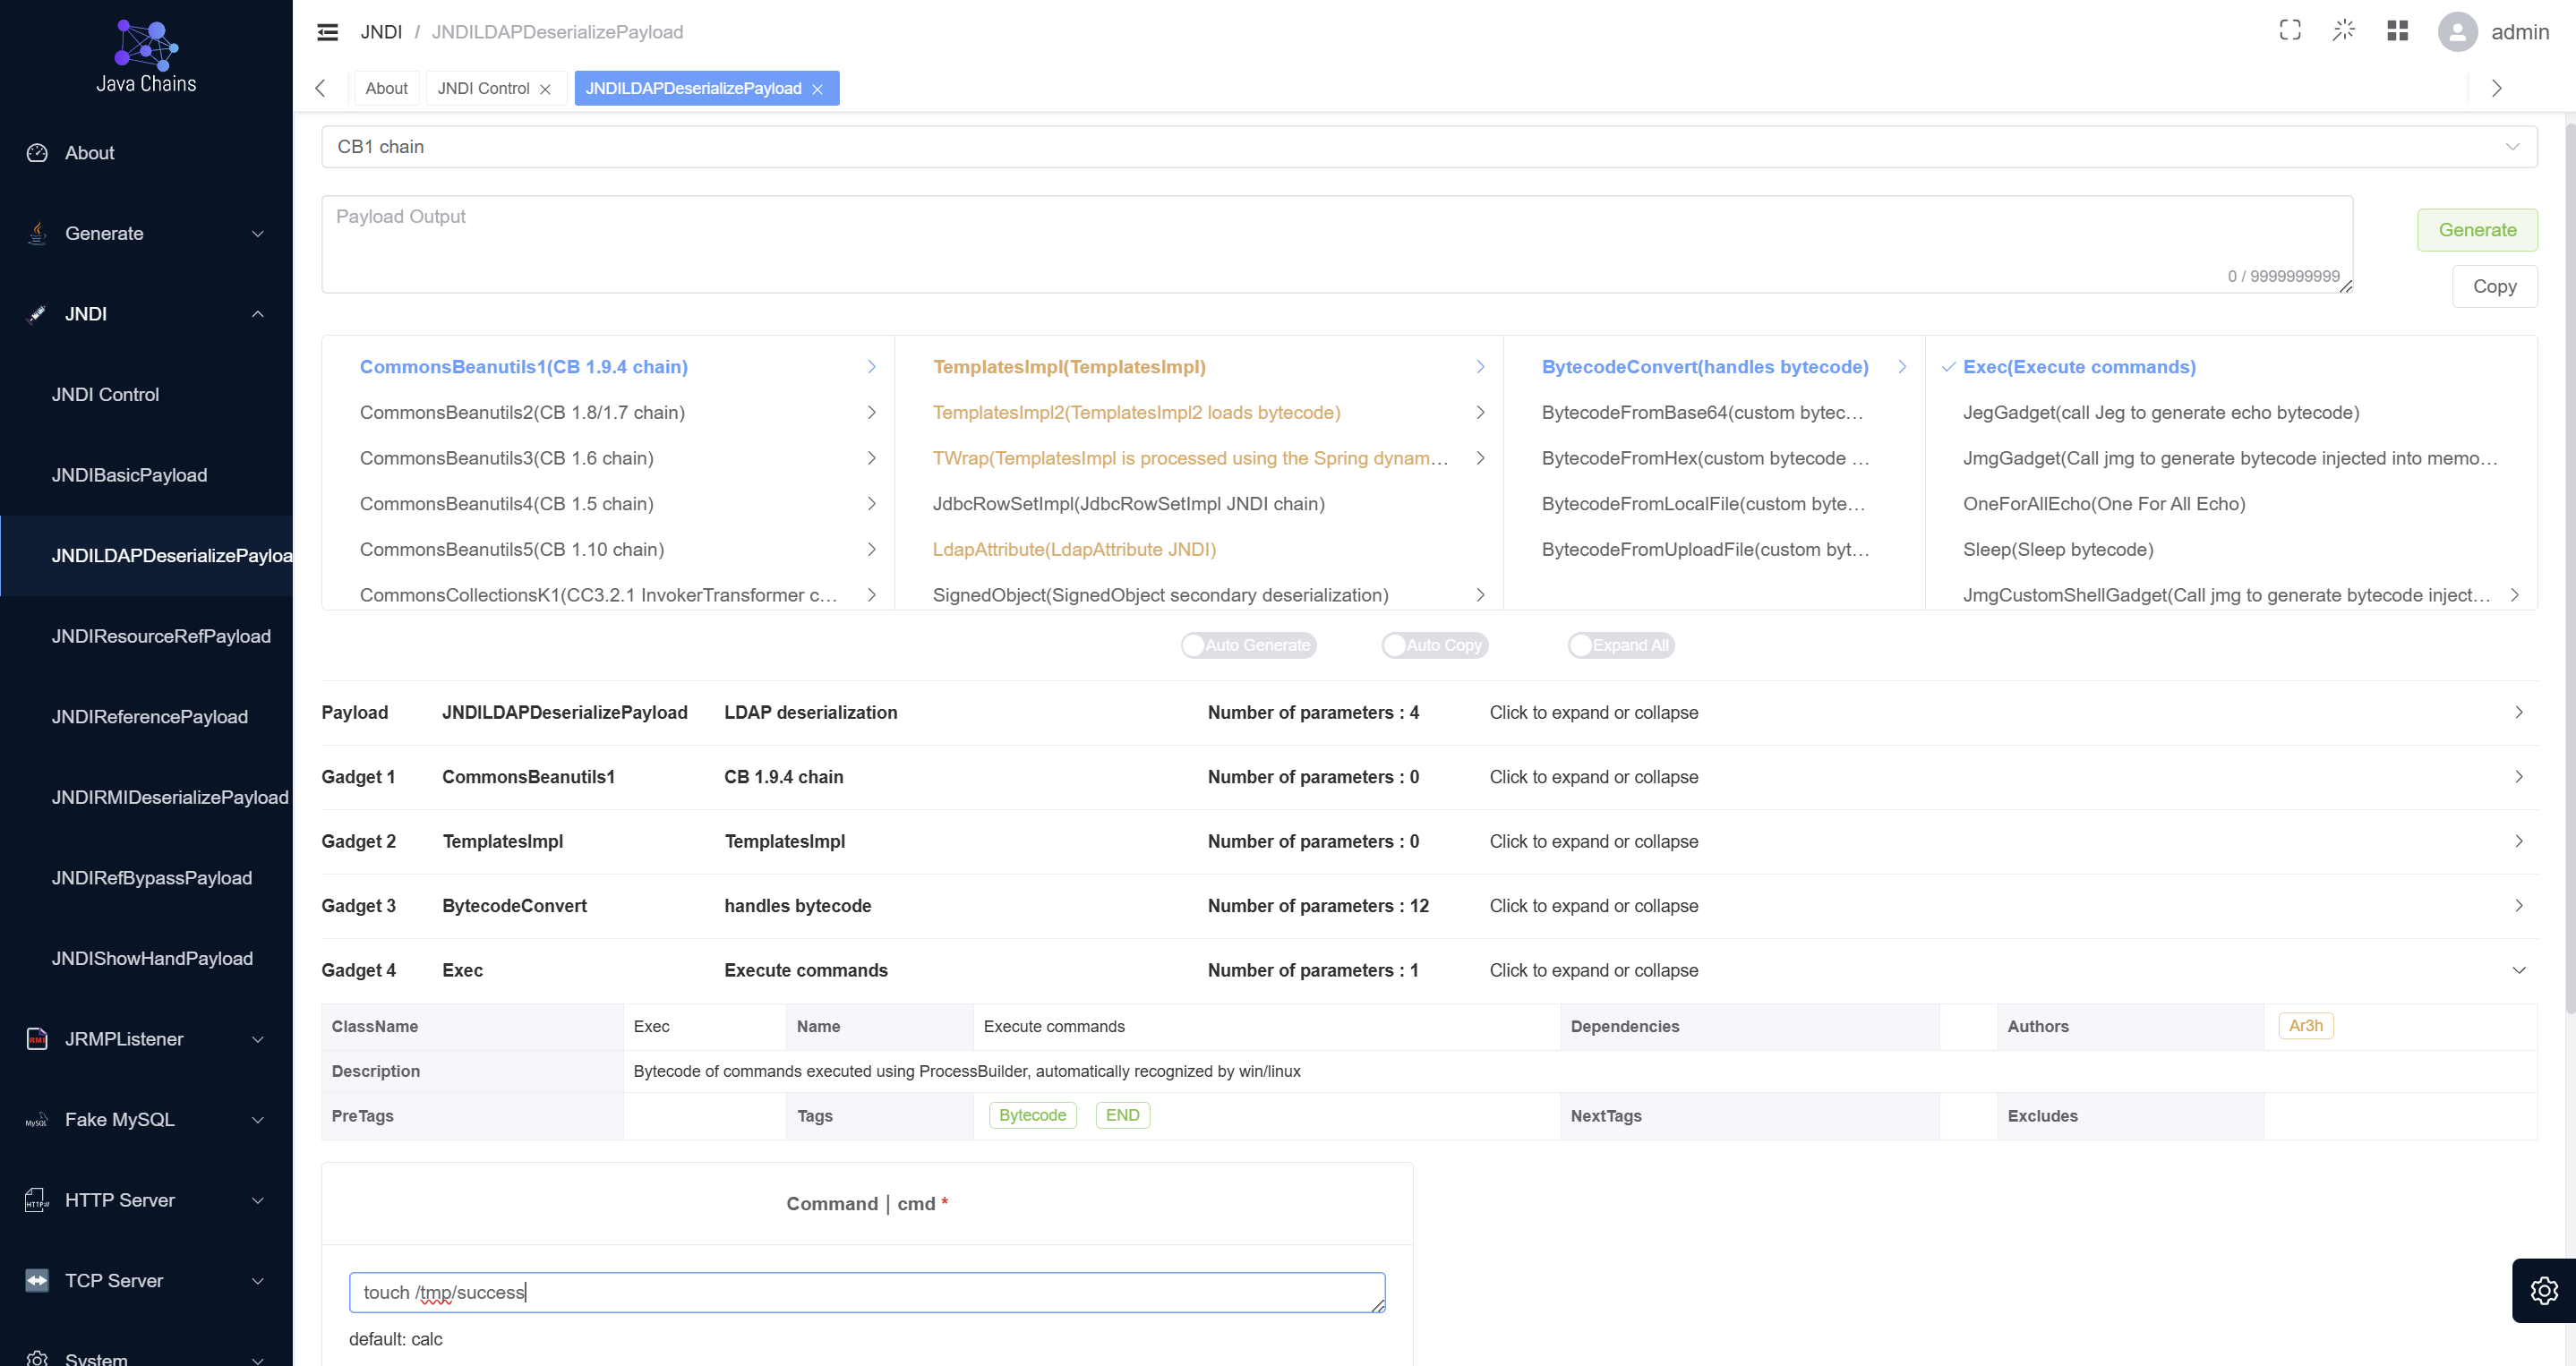 Java Chains
About
Generate
JNDI
JNDI Control
JNDIBasicPayload
JNDILDAPDeserializePayloa
JNDIResourceRefPayload
JNDIReferencePayload
JNDIRMIDeserializePayload
JNDIRefBypassPayload
JNDIShowHandPayload
RMI JRMPListener
MySQL Fake MySQL
HTTP HTTP Server
TCP Server
System
JNDI / JNDILDAPDeserializePayload
admin
About JNDI Control JNDILDAPDeserializePayload
CB1 chain
Payload Output
0 / 9999999999
Generate
Copy
CommonsBeanutils1(CB 1.9.4 chain)
CommonsBeanutils2(CB 1.8/1.7 chain)
CommonsBeanutils3(CB 1.6 chain)
CommonsBeanutils4(CB 1.5 chain)
CommonsBeanutils5(CB 1.10 chain)
CommonsCollectionsK1(CC3.2.1 InvokerTransformer c...
TemplatesImpl(TemplatesImpl)
TemplatesImpl2(TemplatesImpl2 loads bytecode)
TWrap(TemplatesImpl is processed using the Spring dynam...
JdbcRowSetImpl(JdbcRowSetImpl JNDI chain)
LdapAttribute(LdapAttribute JNDI)
SignedObject(SignedObject secondary deserialization)
BytecodeConvert(handles bytecode)
BytecodeFromBase64(custom bytec...
BytecodeFromHex(custom bytecode ...
BytecodeFromLocalFile(custom byte...
BytecodeFromUploadFile(custom byt...
Exec(Execute commands)
JegGadget(call Jeg to generate echo bytecode)
JmgGadget(Call jmg to generate bytecode injected into memo...
OneForAllEcho(One For All Echo)
Sleep(Sleep bytecode)
JmgCustomShellGadget(Call jmg to generate bytecode inject...
Auto Generate Auto Copy Expand All
Payload JNDILDAPDeserializePayload LDAP deserialization Number of parameters : 4 Click to expand or collapse
Gadget 1 CommonsBeanutils1 CB 1.9.4 chain Number of parameters : 0 Click to expand or collapse
Gadget 2 TemplatesImpl TemplatesImpl Number of parameters : 0 Click to expand or collapse
Gadget 3 BytecodeConvert handles bytecode Number of parameters : 12 Click to expand or collapse
Gadget 4 Exec Execute commands Number of parameters : 1 Click to expand or collapse
ClassName Exec Name Execute commands Dependencies Authors Ar3h
Description Bytecode of commands executed using ProcessBuilder, automatically recognized by win/linux
PreTags Tags Bytecode END NextTags Excludes
Command | cmd *
touch /tmp/success
default: calc